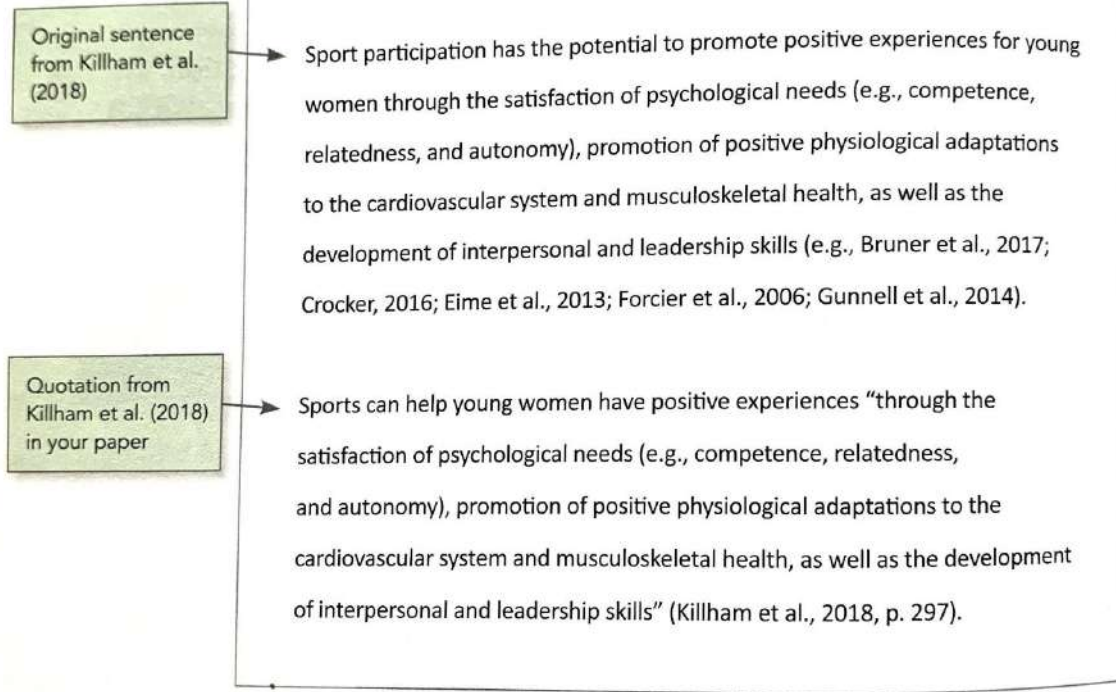 Original sentence
from Killham et al.
(2018)
Sport participation has the potential to promote positive experiences for young
women through the satisfaction of psychological needs (e.g., competence,
relatedness, and autonomy), promotion of positive physiological adaptations
to the cardiovascular system and musculoskeletal health, as well as the
development of interpersonal and leadership skills (e.g., Bruner et al., 2017;
Crocker, 2016; Eime et al., 2013; Forcier et al., 2006; Gunnell et al., 2014).
Quotation from
Killham et al. (2018)
in your paper
Sports can help young women have positive experiences “through the
satisfaction of psychological needs (e.g., competence, relatedness,
and autonomy), promotion of positive physiological adaptations to the
cardiovascular system and musculoskeletal health, as well as the development
of interpersonal and leadership skills” (Killham et al., 2018, p. 297).